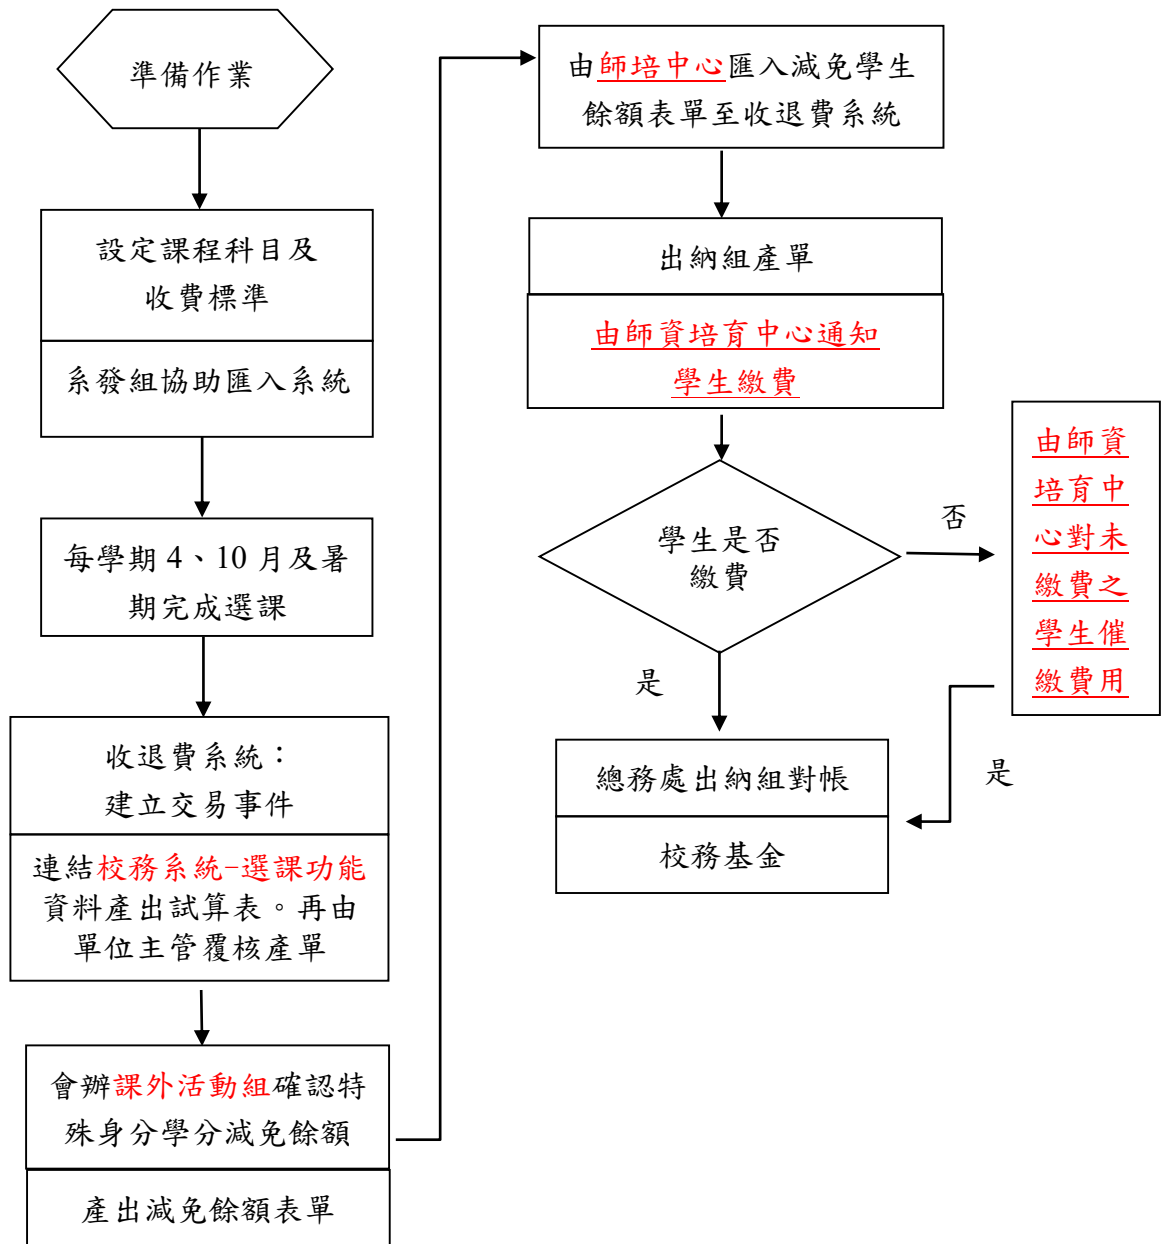 準備作業
設定課程科目及
收費標準
系發組協助匯入系統
每學期 4、10 月及暑
期完成選課
收退費系統：
建立交易事件
連結校務系統-選課功能
資料產出試算表。再由
單位主管覆核產單
會辦課外活動組確認特
殊身分學分減免餘額
產出減免餘額表單
由師培中心匯入減免學生
餘額表單至收退費系統
出納組產單
由師資培育中心通知
學生繳費
學生是否
繳費
否
由師資
培育中
心對未
繳費之
學生催
繳費用
是
是
總務處出納組對帳
校務基金